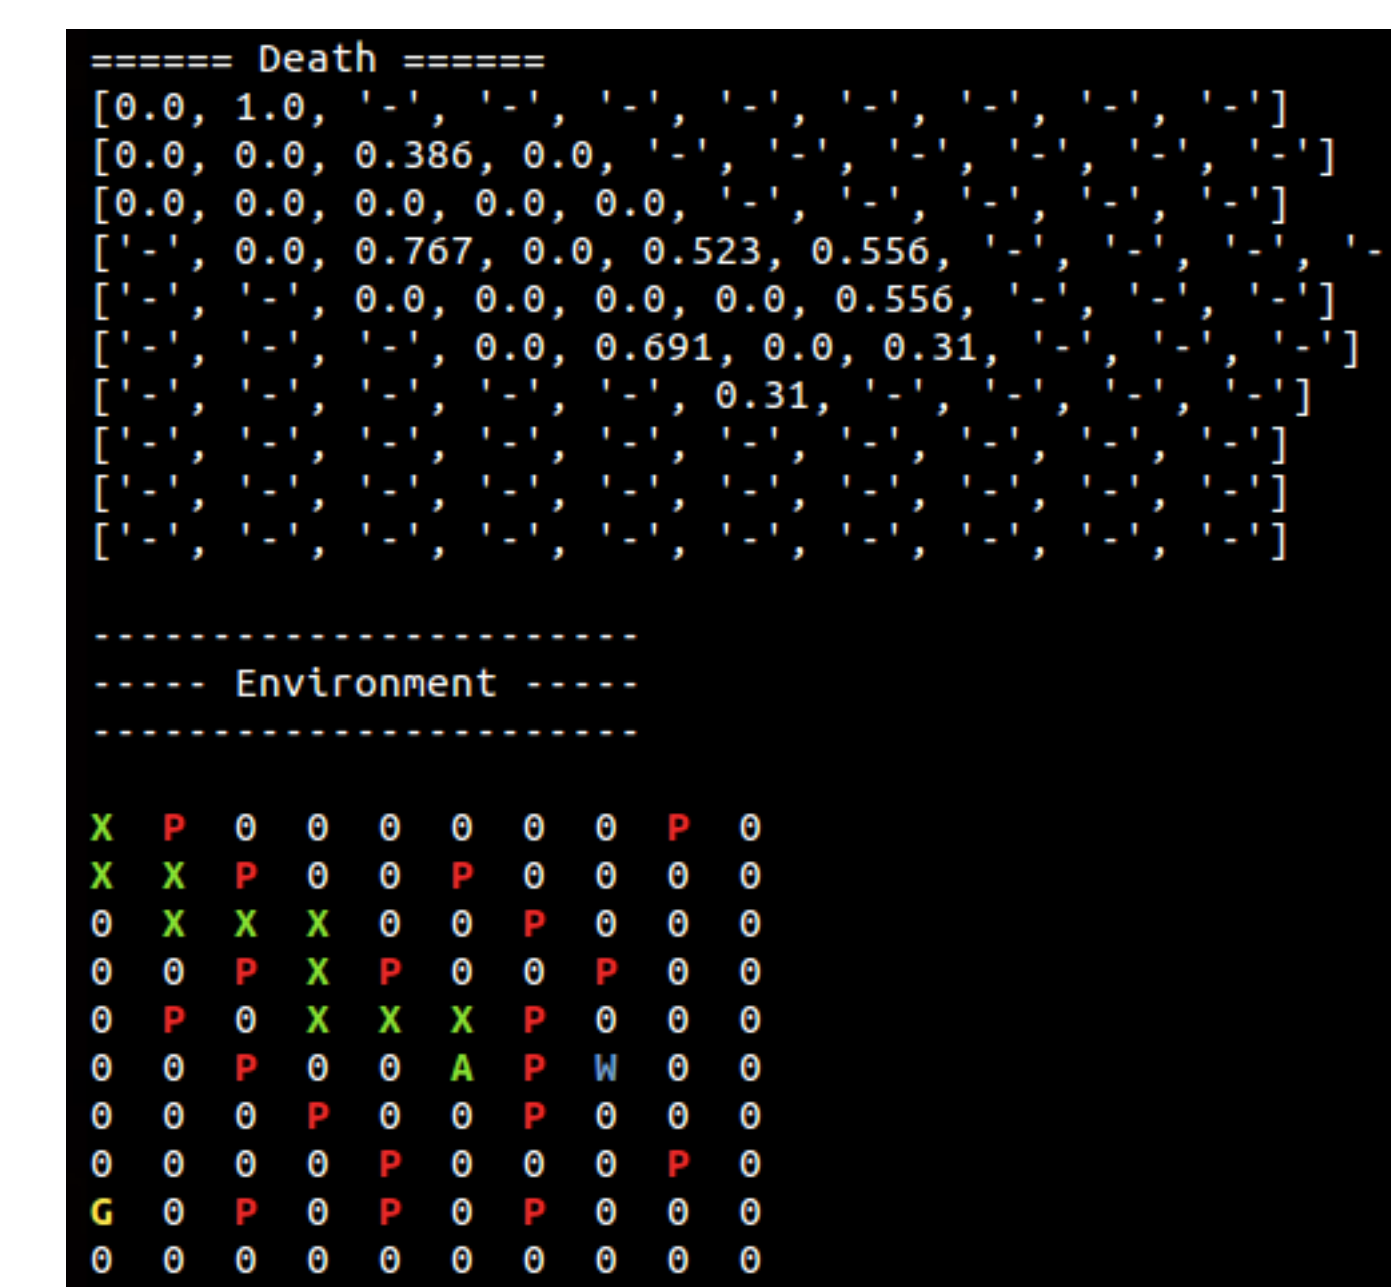 ====== Death ======
[0.0, 1.0, '-', '-', '-', '-', '-', '-', '-', '-']
[0.0, 0.0, 0.386, 0.0, '-', '-', '-', '-', '-', '-']
[0.0, 0.0, 0.0, 0.0, 0.0, '-', '-', '-', '-', '-']
['-', 0.0, 0.767, 0.0, 0.523, 0.556, '-', '-', '-', '-
['-', '-', 0.0, 0.0, 0.0, 0.0, 0.556, '-', '-', '-']
['-', '-', '-', 0.0, 0.691, 0.0, 0.31, '-', '-', '-']
['-', '-', '-', '-', '-', 0.31, '-', '-', '-', '-']
['-', '-', '-', '-', '-', '-', '-', '-', '-', '-']
['-', '-', '-', '-', '-', '-', '-', '-', '-', '-']
['-', '-', '-', '-', '-', '-', '-', '-', '-', '-']
-----------------------
----- Environment -----
-----------------------
X P 0 0 0 0 0 0 P 0
X X P 0 0 P 0 0 0 0
0 X X X 0 0 P 0 0 0
0 0 P X P 0 0 P 0 0
0 P 0 X X X P 0 0 0
0 0 P 0 0 A P W 0 0
0 0 0 P 0 0 P 0 0 0
0 0 0 0 P 0 0 0 P 0
G 0 P 0 P 0 P 0 0 0
0 0 0 0 0 0 0 0 0 0